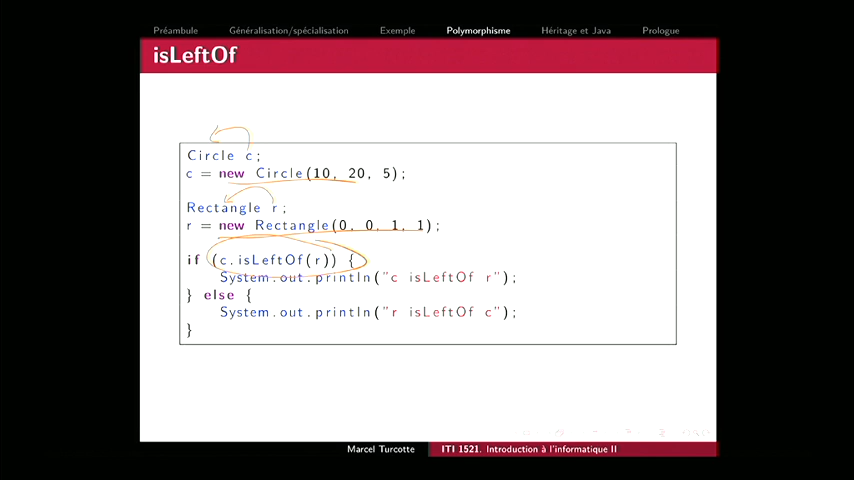 Préambule Généralisation/spécialisation Exemple Polymorphisme Héritage et Java Prologue
isLeftOf
Circle c;
c = new Circle(10, 20, 5);
Rectangle r;
r = new Rectangle(0, 0, 1, 1);
if (c.isLeftOf(r)) {
System.out.println("c isLeftOf r");
} else {
System.out.println("r isLeftOf c");
}
Marcel Turcotte ITI 1521. Introduction à l'informatique II